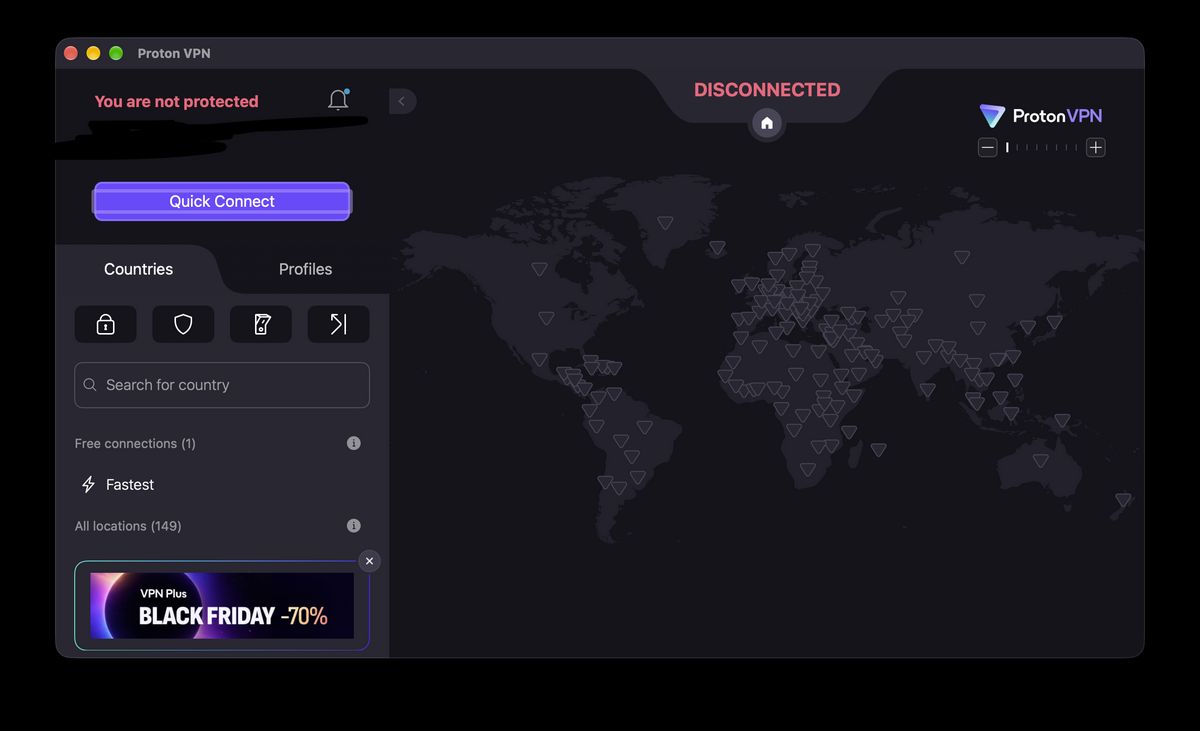 Proton VPN
You are not protected
DISCONNECTED
ProtonVPN
Quick Connect
Countries
Profiles
Search for country
Free connections (1)
Fastest
All locations (149)
VPN Plus
BLACK FRIDAY -70%